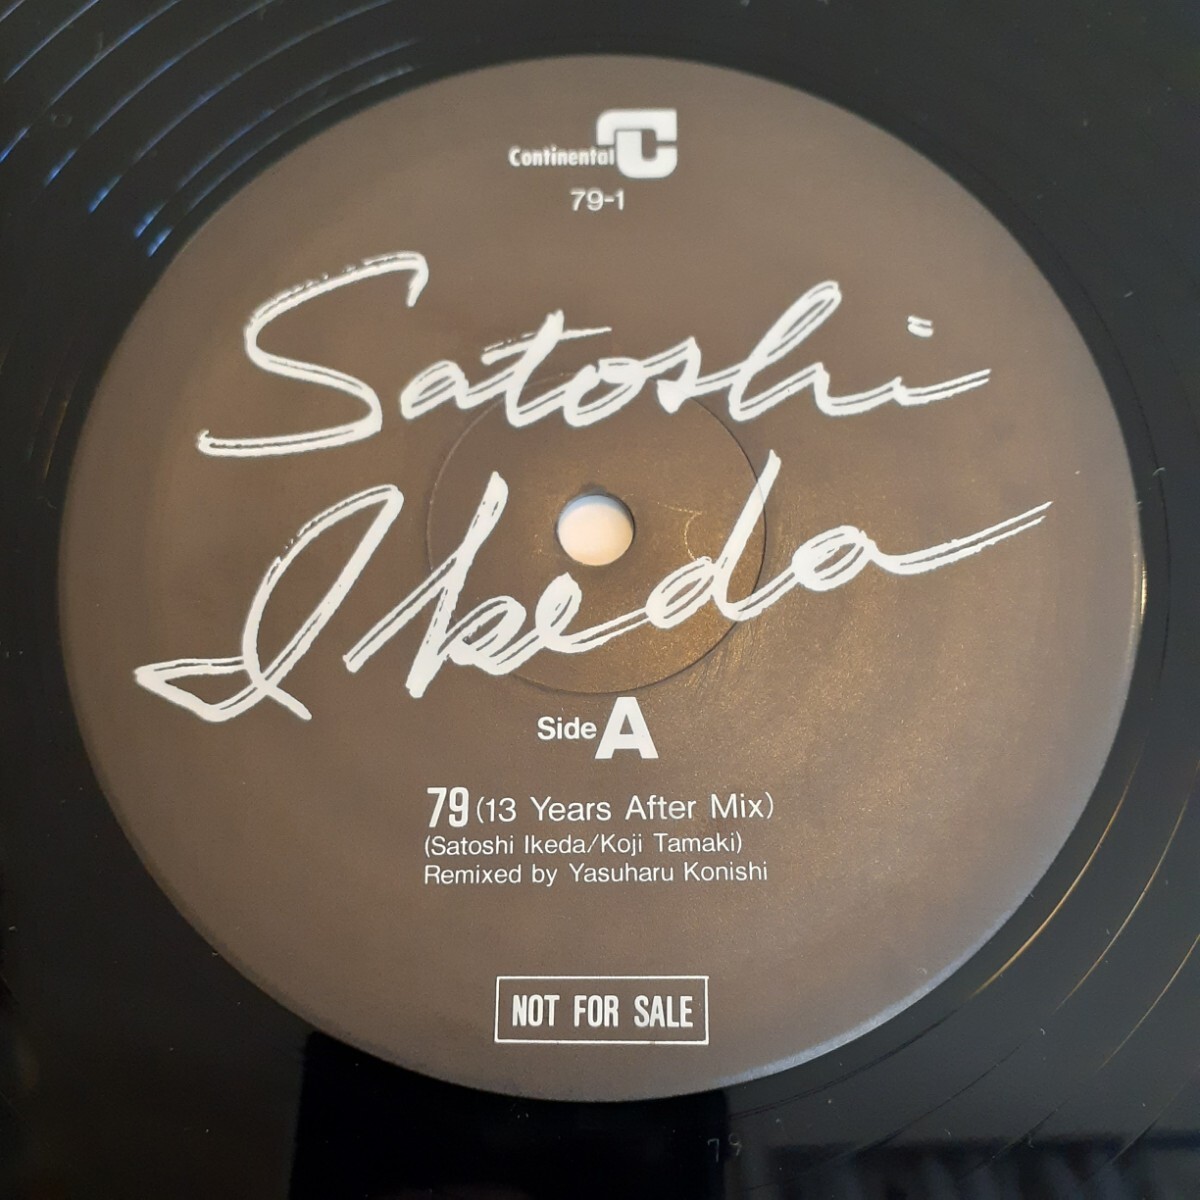 Continental
79-1
Satoshi
Ikeda
Side A
79 (13 Years After Mix)
(Satoshi Ikeda/Koji Tamaki)
Remixed by Yasuharu Konishi
NOT FOR SALE
79